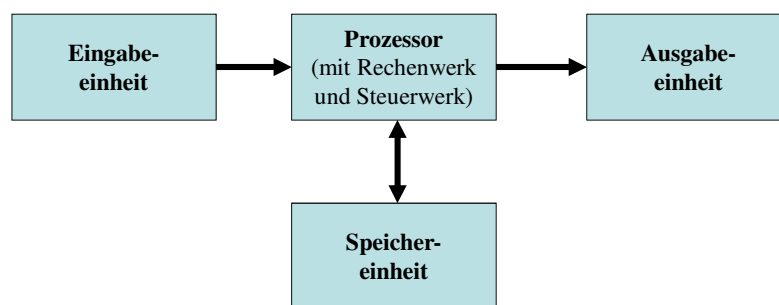 Eingabe-
einheit
Prozessor
(mit Rechenwerk
und Steuerwerk)
Ausgabe-
einheit
Speicher-
einheit